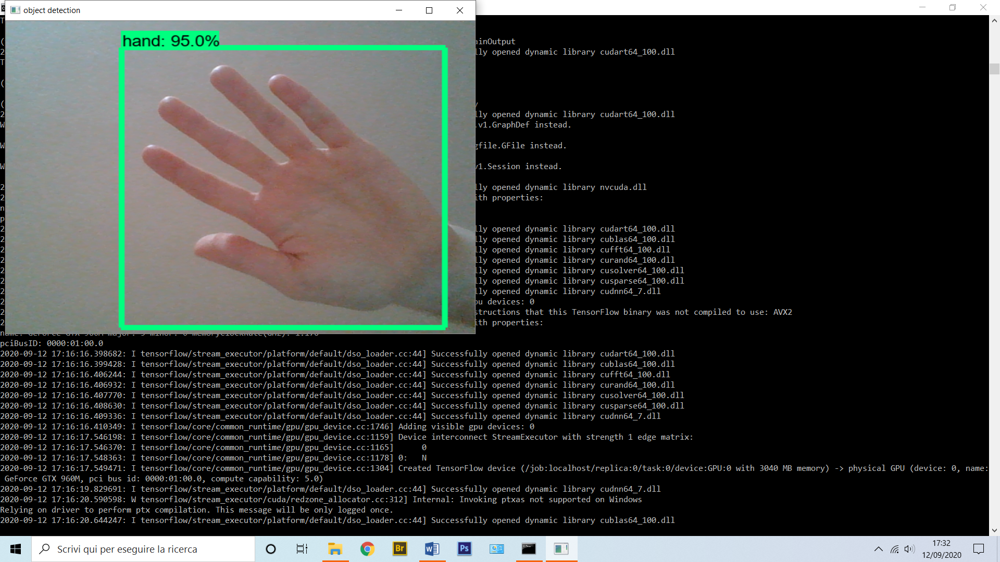 object detection
hand: 95.0%
T
(
ainOutput
2
lly opened dynamic library cudart64_100.dll
T
(
(
2
lly opened dynamic library cudart64_100.dll
W
.v1.GraphDef instead.
W
gfile.GFile instead.
W
v1.Session instead.
2
lly opened dynamic library nvcuda.dll
2
ith properties:
n
p
2
lly opened dynamic library cudart64_100.dll
2
lly opened dynamic library cublas64_100.dll
2
lly opened dynamic library cufft64_100.dll
2
lly opened dynamic library curand64_100.dll
2
lly opened dynamic library cusolver64_100.dll
2
lly opened dynamic library cusparse64_100.dll
2
lly opened dynamic library cudnn64_7.dll
2
pu devices: 0
2
structions that this TensorFlow binary was not compiled to use: AVX2
2
ith properties:
name: GeForce GTX 960M major: 5 minor: 0 memoryClockRate(GHz): 1.176
pciBusID: 0000:01:00.0
2020-09-12 17:16:16.398682: I tensorflow/stream_executor/platform/default/dso_loader.cc:44] Successfully opened dynamic library cudart64_100.dll
2020-09-12 17:16:16.399428: I tensorflow/stream_executor/platform/default/dso_loader.cc:44] Successfully opened dynamic library cublas64_100.dll
2020-09-12 17:16:16.406244: I tensorflow/stream_executor/platform/default/dso_loader.cc:44] Successfully opened dynamic library cufft64_100.dll
2020-09-12 17:16:16.406932: I tensorflow/stream_executor/platform/default/dso_loader.cc:44] Successfully opened dynamic library curand64_100.dll
2020-09-12 17:16:16.407770: I tensorflow/stream_executor/platform/default/dso_loader.cc:44] Successfully opened dynamic library cusolver64_100.dll
2020-09-12 17:16:16.408630: I tensorflow/stream_executor/platform/default/dso_loader.cc:44] Successfully opened dynamic library cusparse64_100.dll
2020-09-12 17:16:16.409336: I tensorflow/stream_executor/platform/default/dso_loader.cc:44] Successfully opened dynamic library cudnn64_7.dll
2020-09-12 17:16:16.410349: I tensorflow/core/common_runtime/gpu/gpu_device.cc:1746] Adding visible gpu devices: 0
2020-09-12 17:16:17.546198: I tensorflow/core/common_runtime/gpu/gpu_device.cc:1159] Device interconnect StreamExecutor with strength 1 edge matrix:
2020-09-12 17:16:17.546370: I tensorflow/core/common_runtime/gpu/gpu_device.cc:1165]      0
2020-09-12 17:16:17.548363: I tensorflow/core/common_runtime/gpu/gpu_device.cc:1178] 0:   N
2020-09-12 17:16:17.549471: I tensorflow/core/common_runtime/gpu/gpu_device.cc:1304] Created TensorFlow device (/job:localhost/replica:0/task:0/device:GPU:0 with 3040 MB memory) -> physical GPU (device: 0, name:
GeForce GTX 960M, pci bus id: 0000:01:00.0, compute capability: 5.0)
2020-09-12 17:16:19.829691: I tensorflow/stream_executor/platform/default/dso_loader.cc:44] Successfully opened dynamic library cudnn64_7.dll
2020-09-12 17:16:20.590598: W tensorflow/stream_executor/cuda/redzone_allocator.cc:312] Internal: Invoking ptxas not supported on Windows
Relying on driver to perform ptx compilation. This message will be only logged once.
2020-09-12 17:16:20.644247: I tensorflow/stream_executor/platform/default/dso_loader.cc:44] Successfully opened dynamic library cublas64_100.dll
Scrivi qui per eseguire la ricerca
Br
Ps
17:32
12/09/2020